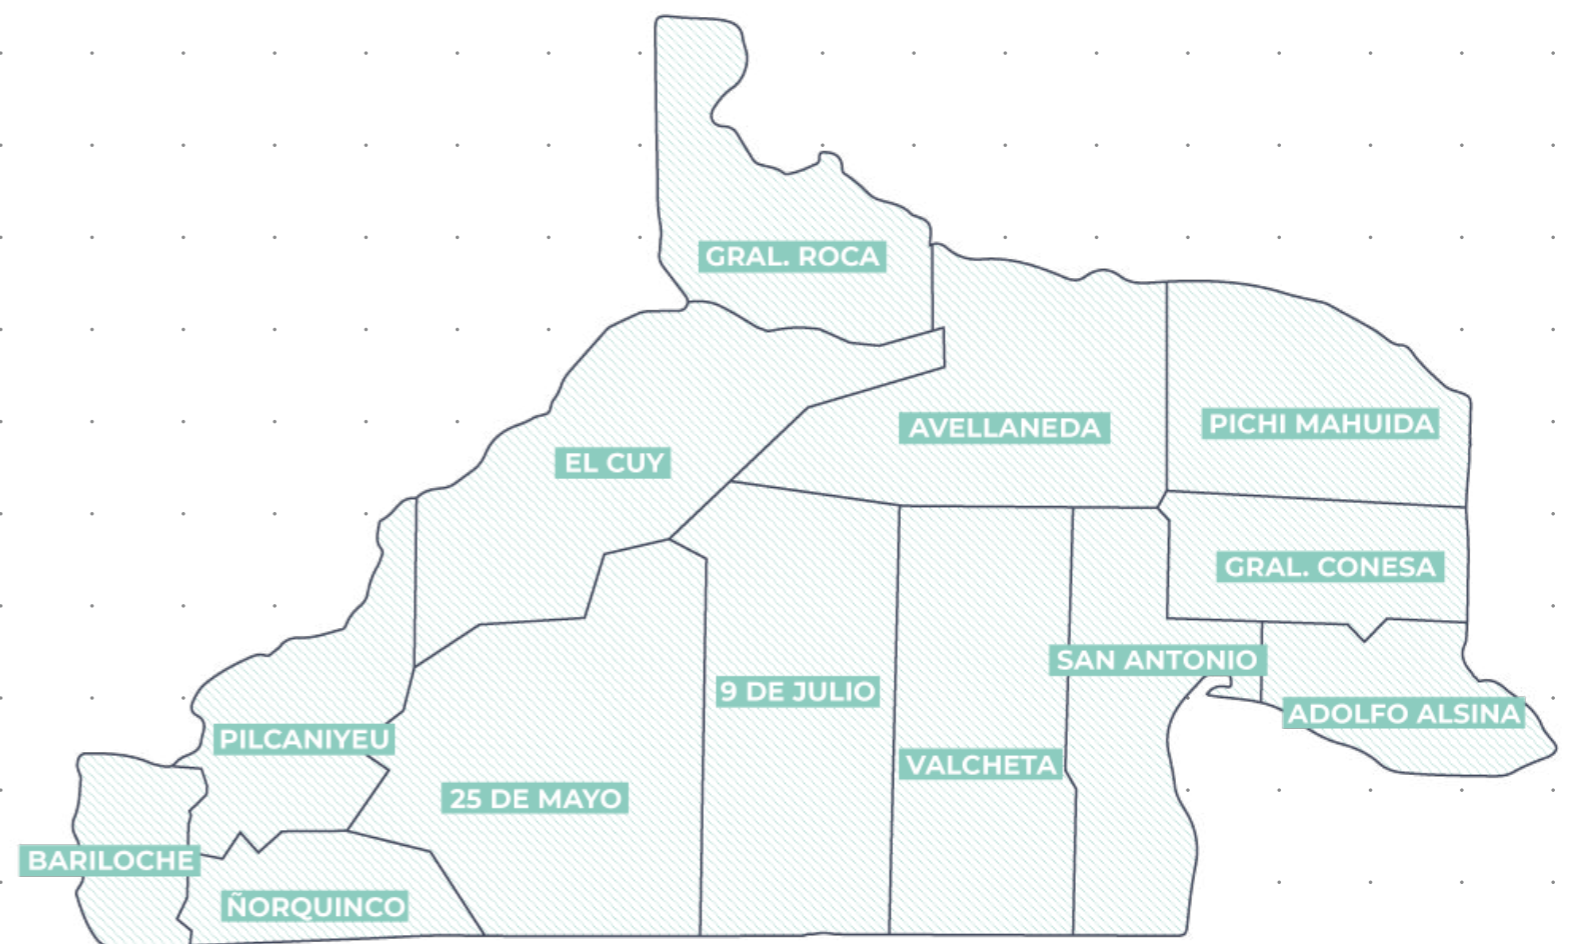 GRAL. ROCA
AVELLANEDA
PICHI MAHUIDA
EL CUY
GRAL. CONESA
SAN ANTONIO
9 DE JULIO
ADOLFO ALSINA
PILCANIYEU
VALCHETA
25 DE MAYO
BARILOCHE
ÑORQUINCO